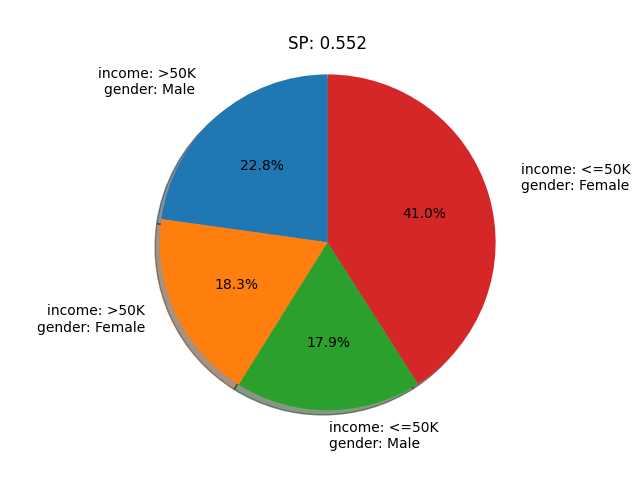 SP: 0.552
income: >50K
gender: Male
22.8%
income: <=50K
gender: Female
41.0%
18.3%
income: >50K
gender: Female
17.9%
income: <=50K
gender: Male